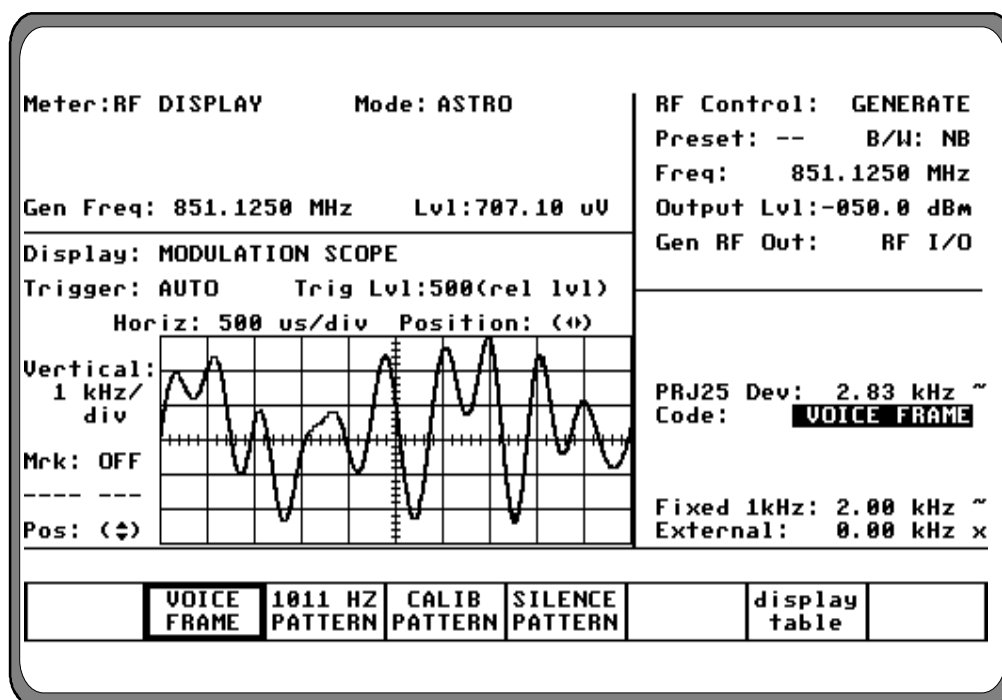 Meter:RF DISPLAY Mode: ASTRO
Gen Freq: 851.1250 MHz Lvl:707.10 uV
Display: MODULATION SCOPE
Trigger: AUTO Trig Lvl:500(rel lvl)
Horiz: 500 us/div Position: (◂▸)
Vertical:
1 kHz/
div
Mrk: OFF
---- ---
Pos: (▴▾)
RF Control: GENERATE
Preset: -- B/W: NB
Freq: 851.1250 MHz
Output Lvl:-050.0 dBm
Gen RF Out: RF I/O
PRJ25 Dev: 2.83 kHz ~
Code: VOICE FRAME
Fixed 1kHz: 2.00 kHz ~
External: 0.00 kHz x
VOICE
FRAME
1011 HZ
PATTERN
CALIB
PATTERN
SILENCE
PATTERN
display
table